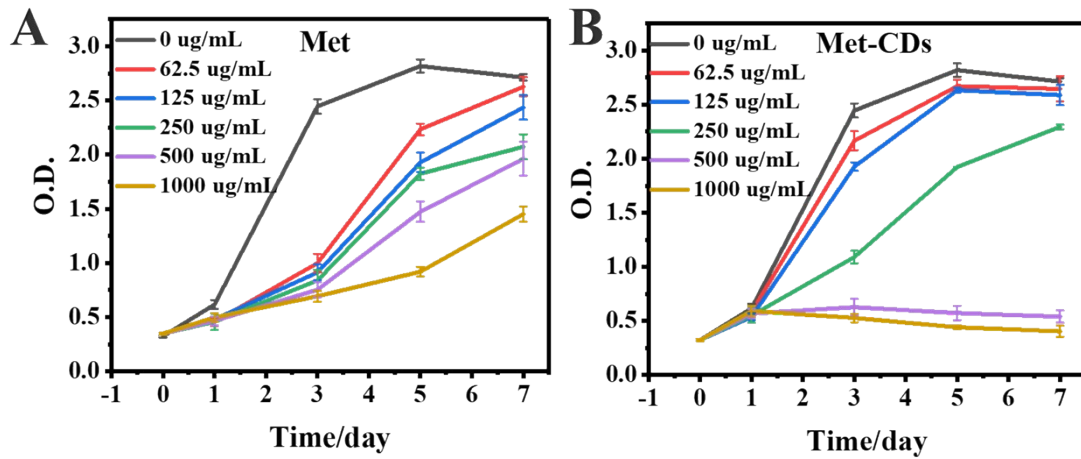 A
Met
0 ug/mL
62.5 ug/mL
125 ug/mL
250 ug/mL
500 ug/mL
1000 ug/mL
O.D.
3.0
2.5
2.0
1.5
1.0
0.5
0.0
-1 0 1 2 3 4 5 6 7
Time/day
B
Met-CDs
0 ug/mL
62.5 ug/mL
125 ug/mL
250 ug/mL
500 ug/mL
1000 ug/mL
O.D.
3.0
2.5
2.0
1.5
1.0
0.5
0.0
-1 0 1 2 3 4 5 6 7
Time/day